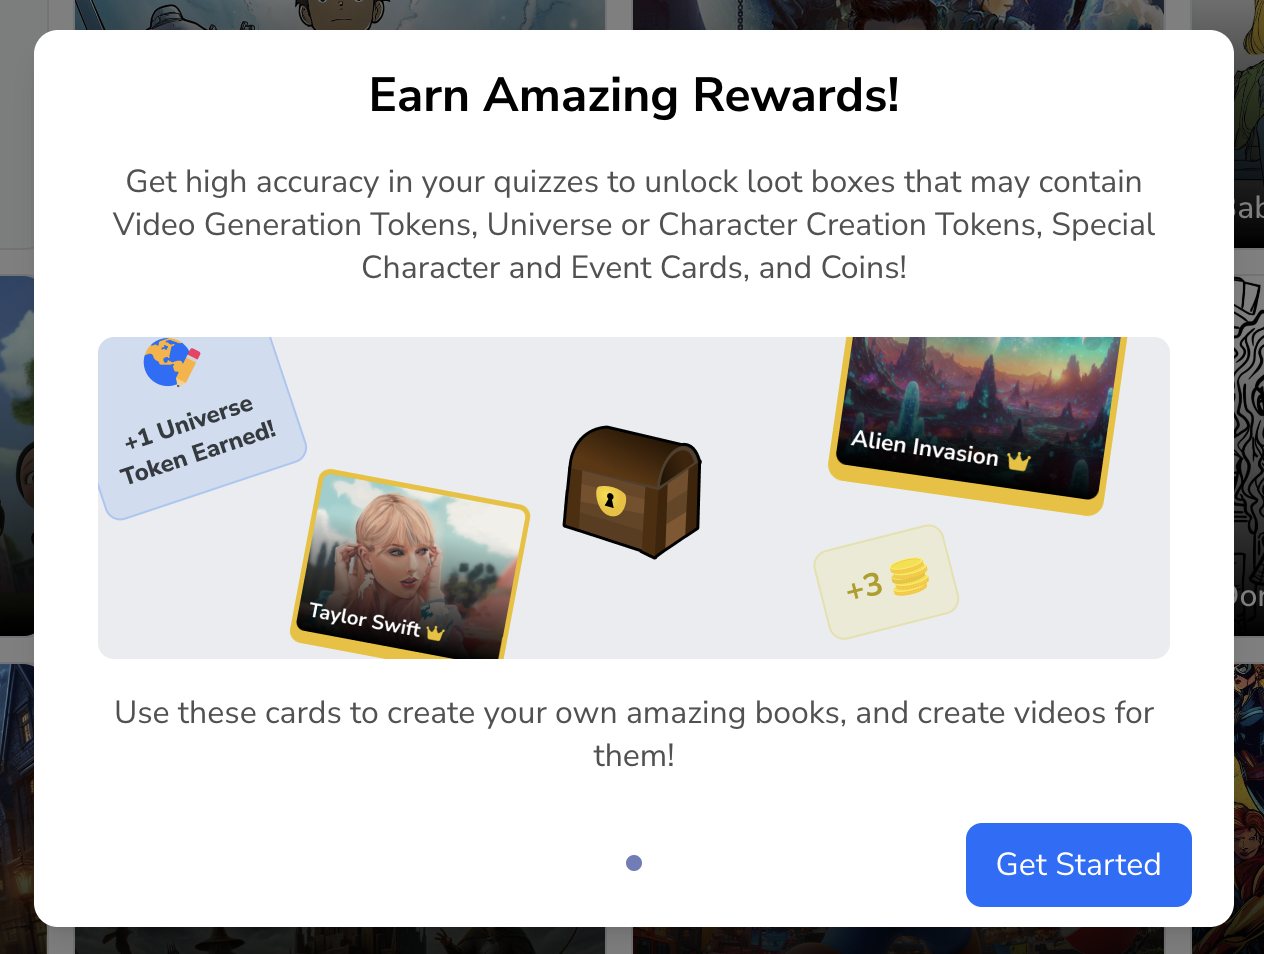 Earn Amazing Rewards!
Get high accuracy in your quizzes to unlock loot boxes that may contain
Video Generation Tokens, Universe or Character Creation Tokens, Special
Character and Event Cards, and Coins!
+1 Universe
Token Earned!
Taylor Swift
Alien Invasion
+3
Use these cards to create your own amazing books, and create videos for
them!
Get Started